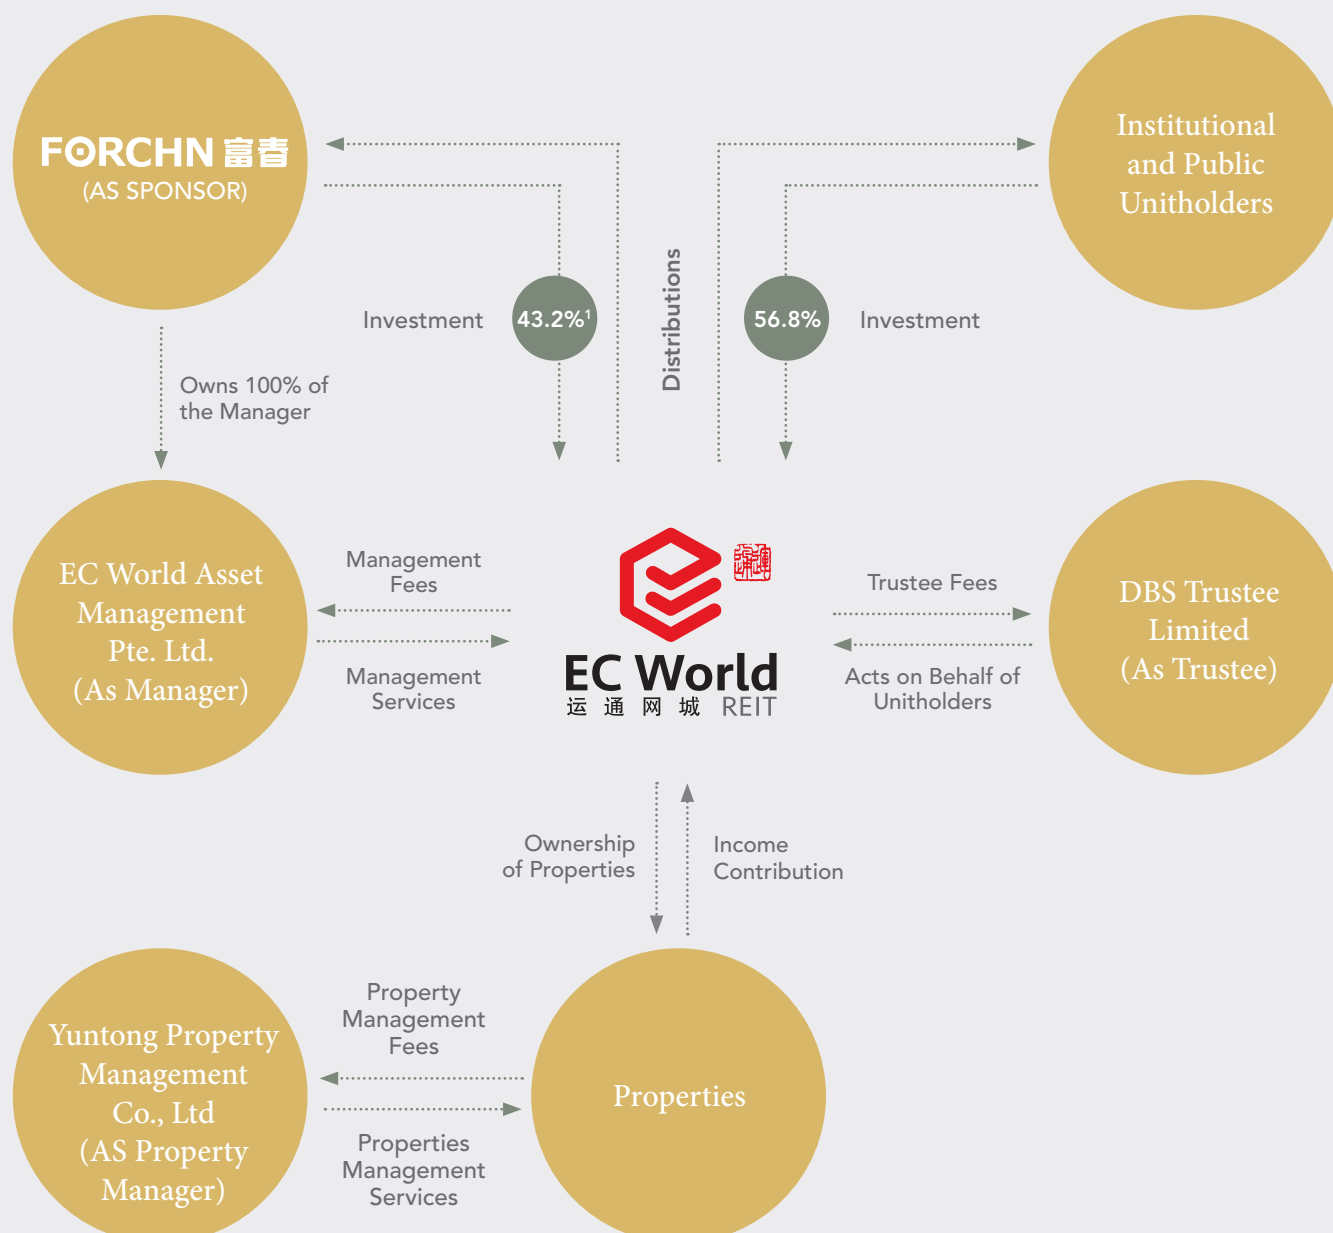 FORCHN 富春
(AS SPONSOR)
Institutional
and Public
Unitholders
Distributions
Investment
43.2%¹
56.8%
Investment
Owns 100% of
the Manager
EC World Asset
Management
Pte. Ltd.
(As Manager)
Management
Fees
Management
Services
EC World
运通网城 REIT
Trustee Fees
Acts on Behalf of
Unitholders
DBS Trustee
Limited
(As Trustee)
Ownership
of Properties
Income
Contribution
Yuntong Property
Management
Co., Ltd
(AS Property
Manager)
Property
Management
Fees
Properties
Management
Services
Properties